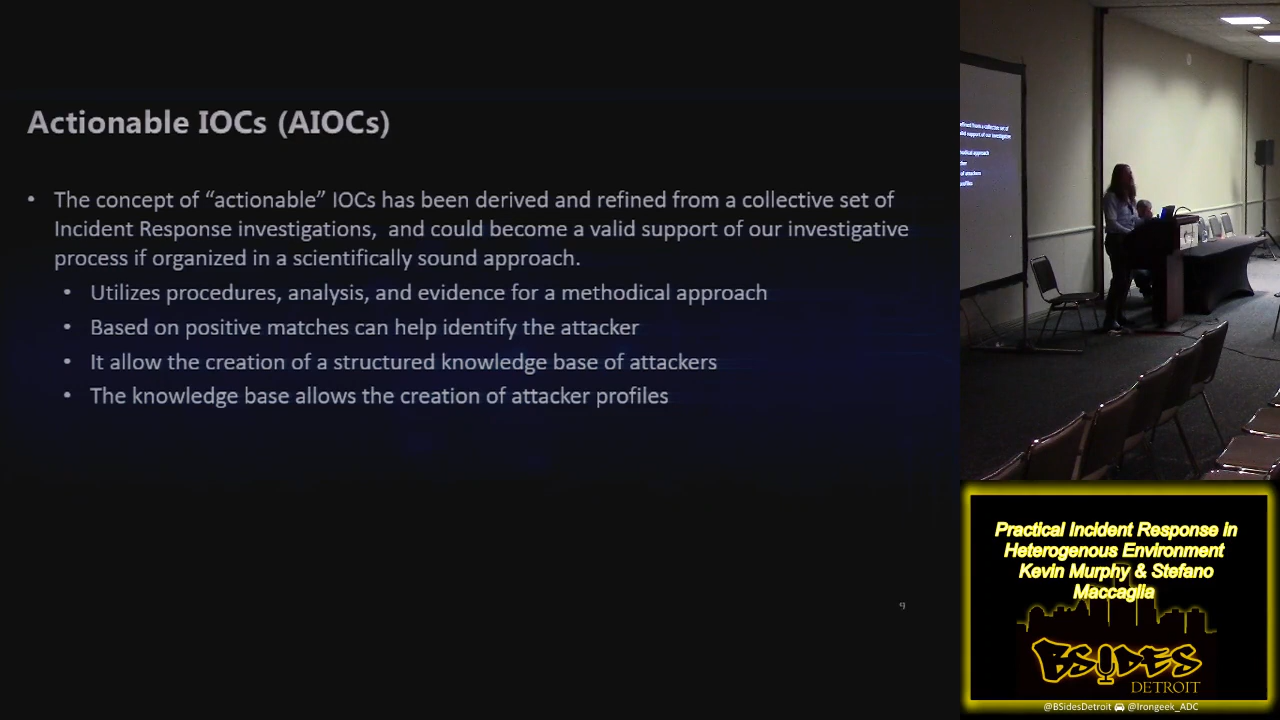 Actionable IOCs (AIOCs)
• The concept of “actionable” IOCs has been derived and refined from a collective set of
Incident Response investigations,  and could become a valid support of our investigative
process if organized in a scientifically sound approach.
• Utilizes procedures, analysis, and evidence for a methodical approach
• Based on positive matches can help identify the attacker
• It allow the creation of a structured knowledge base of attackers
• The knowledge base allows the creation of attacker profiles
9
Practical Incident Response in
Heterogenous Environment
Kevin Murphy & Stefano
Maccaglia
BSIDES
DETROIT
@BSidesDetroit @Irongeek_ADC